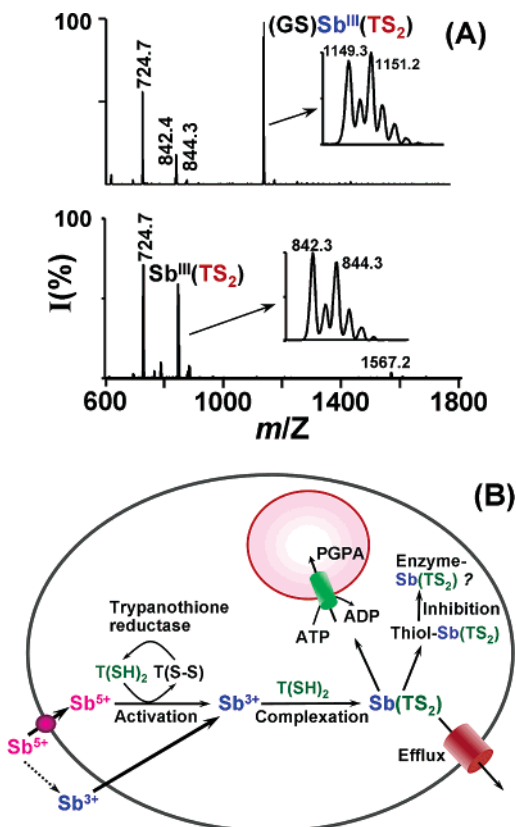 (A)
100
(GS)Sb^III(TS₂)
724.7
842.4
844.3
1149.3
1151.2
100
724.7
Sb^III(TS₂)
842.3
844.3
1567.2
I(%)
600 1000 1400 1800
m/Z
(B)
PGPA
ATP
ADP
Enzyme-
Sb(TS₂) ?
Inhibition
Thiol-Sb(TS₂)
Trypanothione
reductase
T(SH)₂ T(S-S)
Sb⁵⁺
Activation
Sb³⁺
T(SH)₂
Complexation
Sb(TS₂)
Efflux
Sb⁵⁺
Sb³⁺